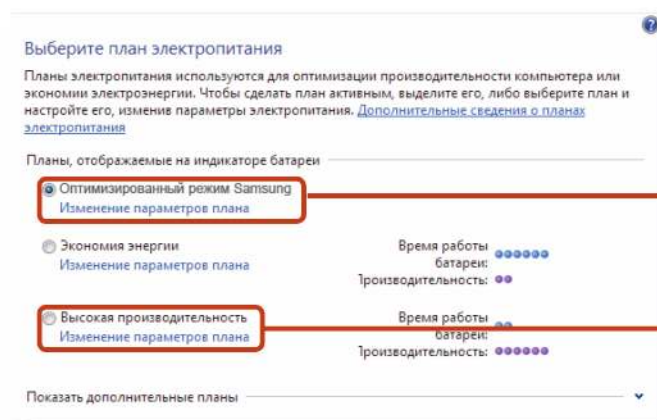 ?
Выберите план электропитания
Планы электропитания используются для оптимизации производительности компьютера или
экономии электроэнергии. Чтобы сделать план активным, выделите его, либо выберите план и
настройте его, изменив параметры электропитания. Дополнительные сведения о планах
электропитания
Планы, отображаемые на индикаторе батареи
Оптимизированный режим Samsung
Изменение параметров плана
Экономия энергии
Изменение параметров плана
Время работы
батареи:
Производительность:
Высокая производительность
Изменение параметров плана
Время работы
батареи:
Производительность:
Показать дополнительные планы